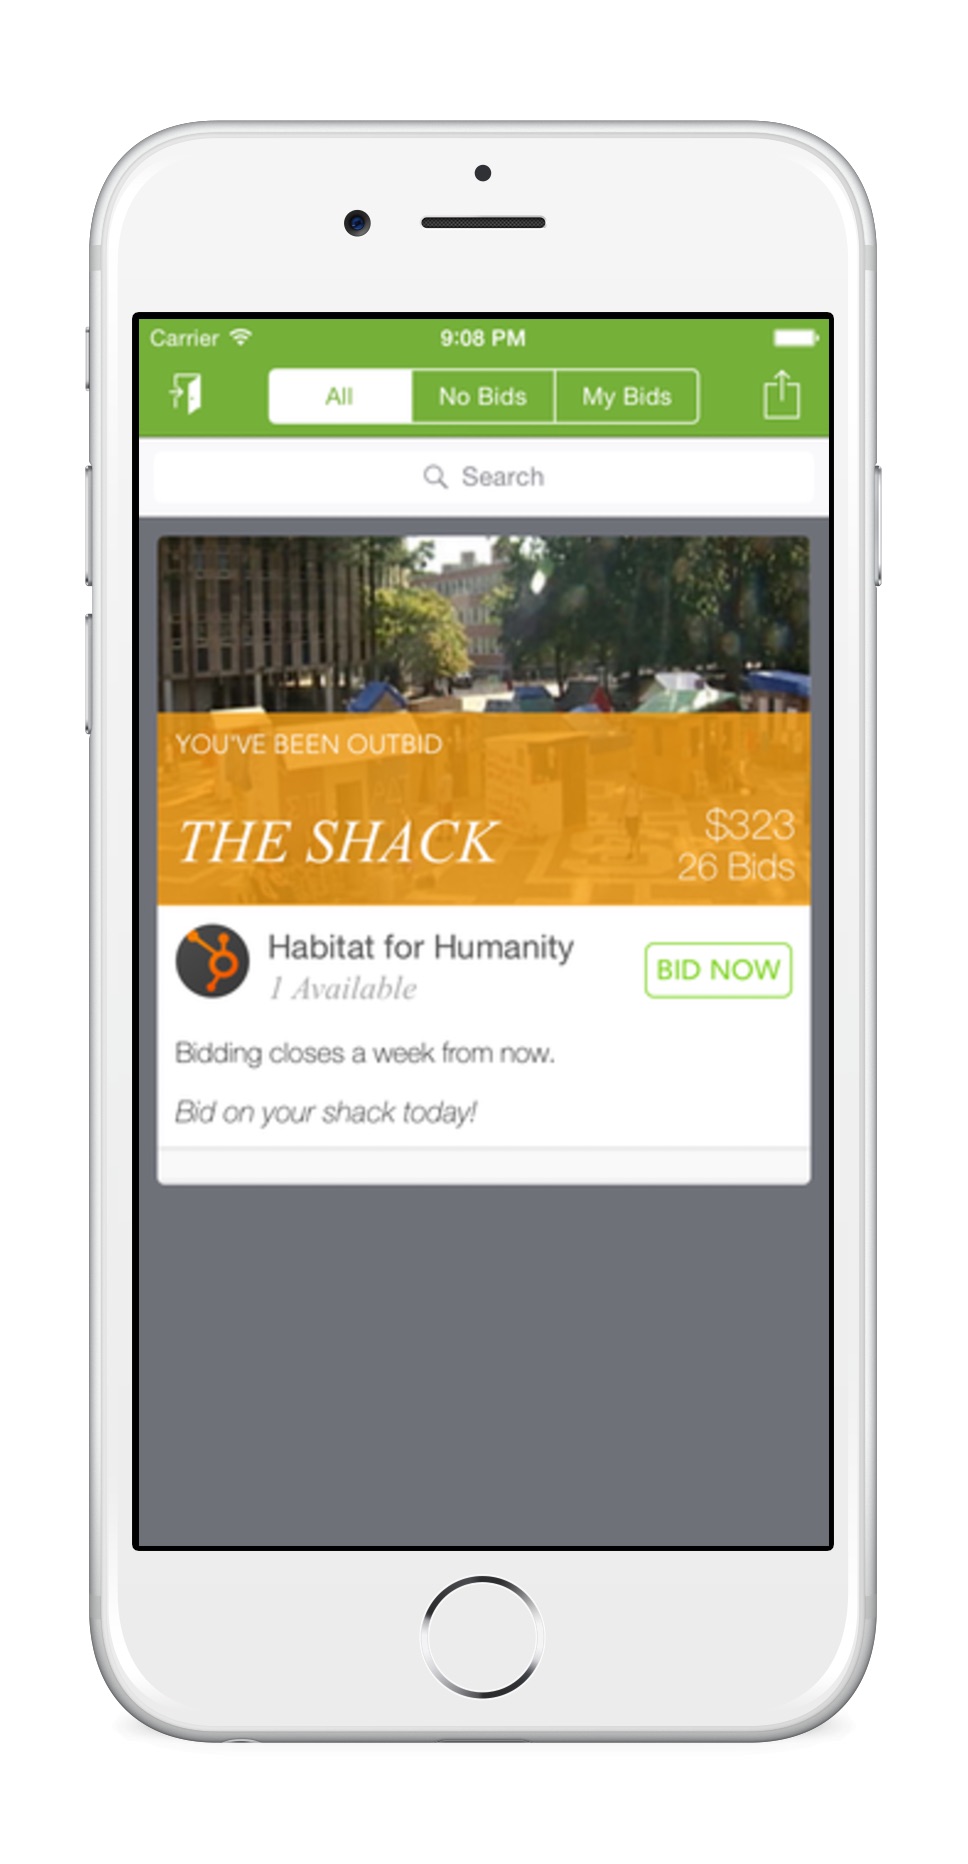 Carrier 9:08 PM
All No Bids My Bids
Search
YOU'VE BEEN OUTBID
THE SHACK
$323
26 Bids
Habitat for Humanity
1 Available
BID NOW
Bidding closes a week from now.
Bid on your shack today!